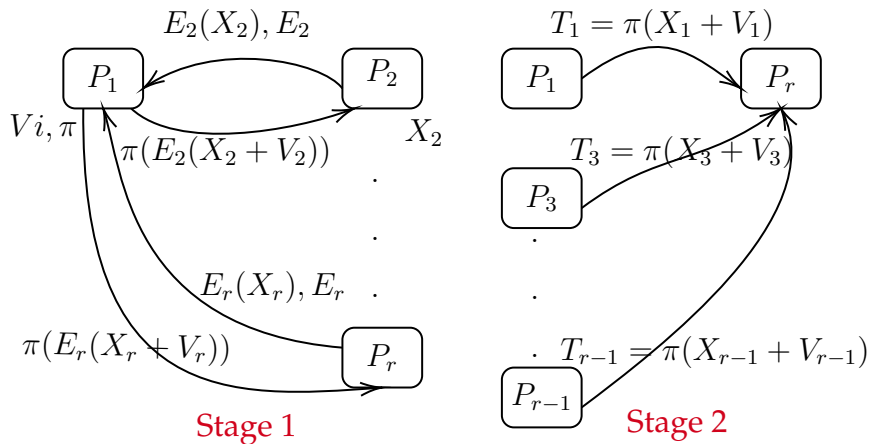 E_2(X_2), E_2
P_1
P_2
Vi, π
X_2
π(E_2(X_2 + V_2))
.
.
.
E_r(X_r), E_r
π(E_r(X_r + V_r))
P_r
Stage 1
T_1 = π(X_1 + V_1)
P_1
P_r
T_3 = π(X_3 + V_3)
P_3
.
.
.
T_{r-1} = π(X_{r-1} + V_{r-1})
P_{r-1}
Stage 2